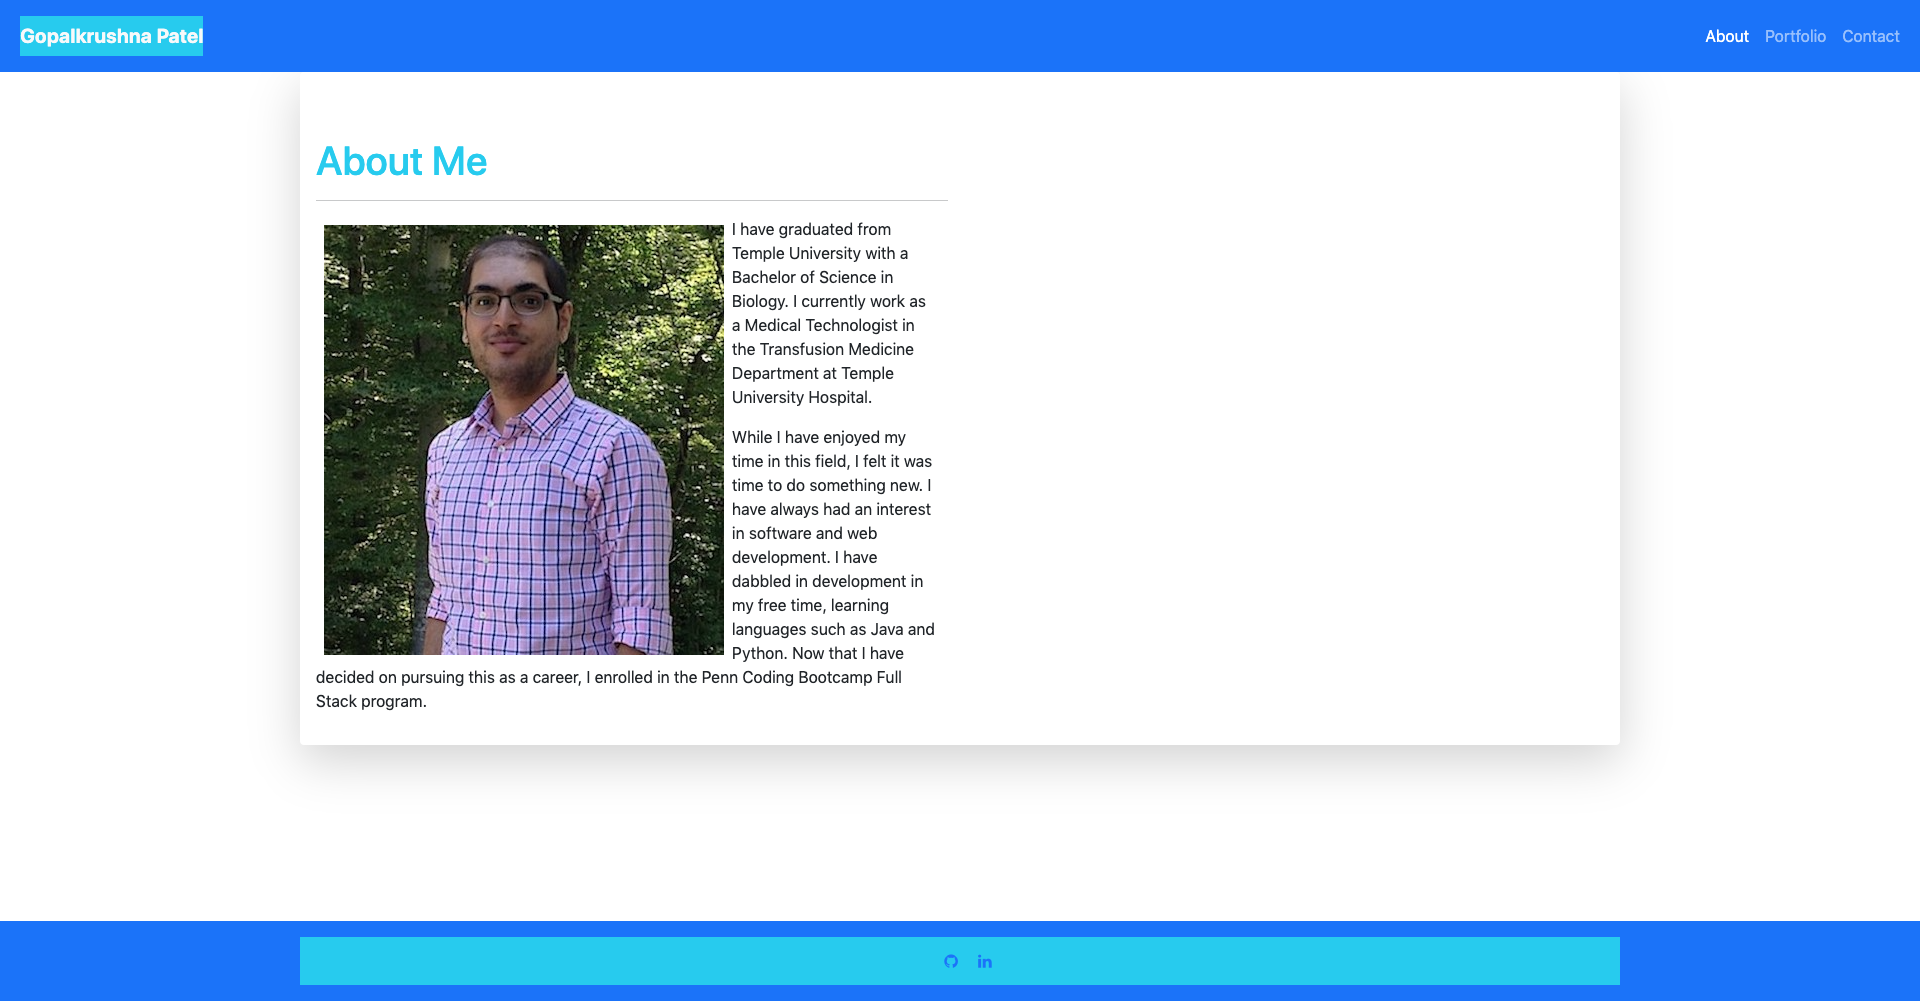 Gopalkrushna Patel
About Portfolio Contact
About Me
I have graduated from
Temple University with a
Bachelor of Science in
Biology. I currently work as
a Medical Technologist in
the Transfusion Medicine
Department at Temple
University Hospital.
While I have enjoyed my
time in this field, I felt it was
time to do something new. I
have always had an interest
in software and web
development. I have
dabbled in development in
my free time, learning
languages such as Java and
Python. Now that I have
decided on pursuing this as a career, I enrolled in the Penn Coding Bootcamp Full
Stack program.